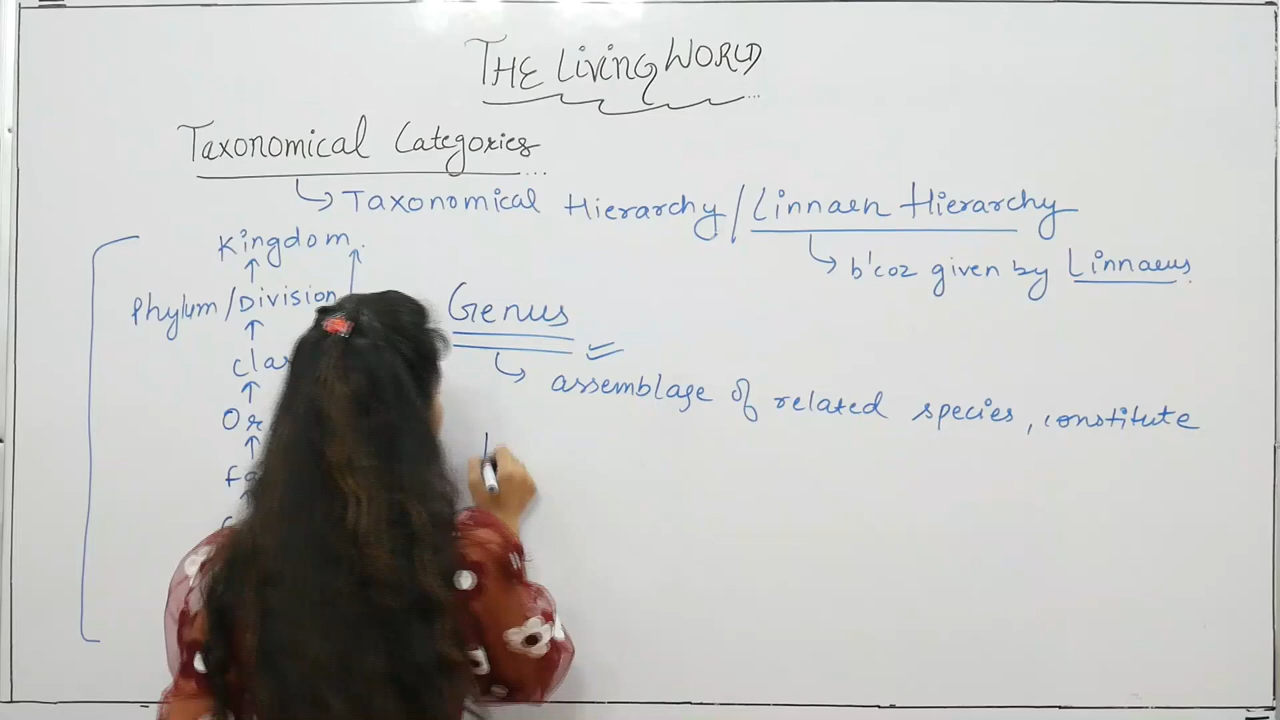 THE LIVING WORLD
Taxonomical Categories...
Taxonomical Hierarchy/Linnaen Hierarchy
b'coz given by Linnaeus.
Kingdom.
Phylum/Division
Genus
assemblage of related species, constitute